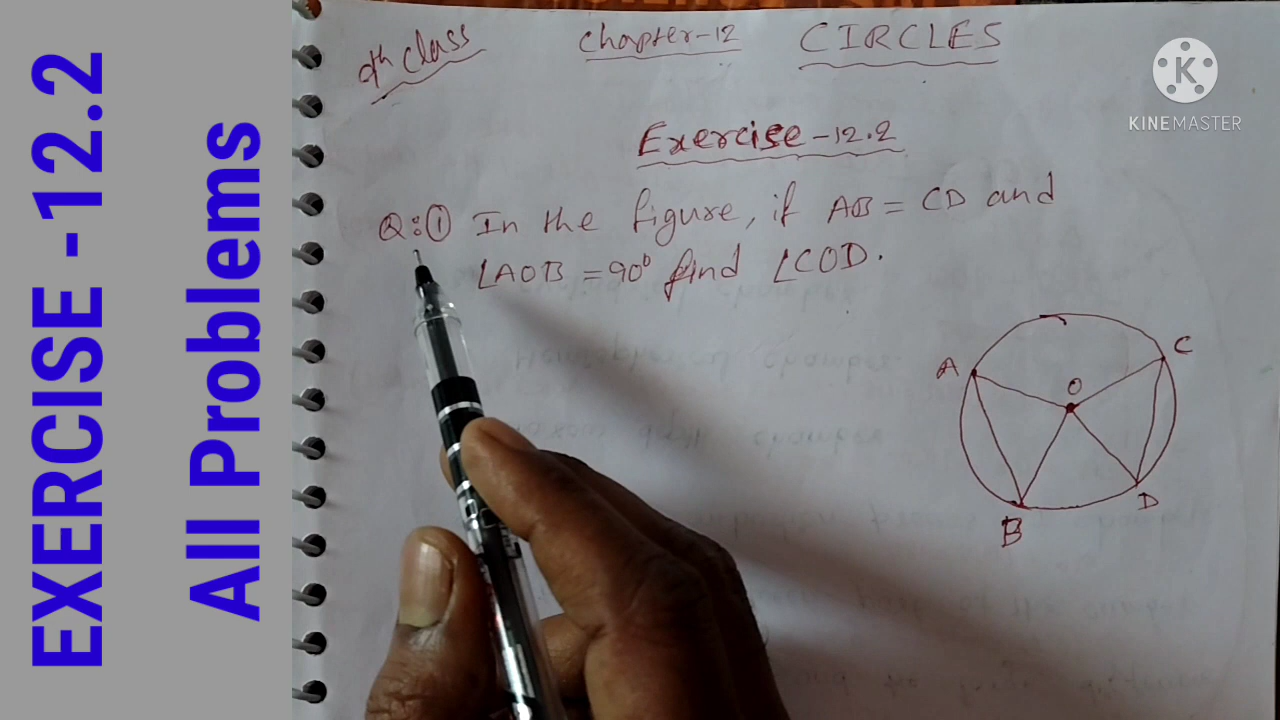 EXERCISE -12.2
All Problems
9th class Chapter-12 CIRCLES
KINEMASTER
Exercise-12.2
Q:① In the figure, if AB = CD and
∠AOB = 90° find ∠COD.
A
C
O
B
D